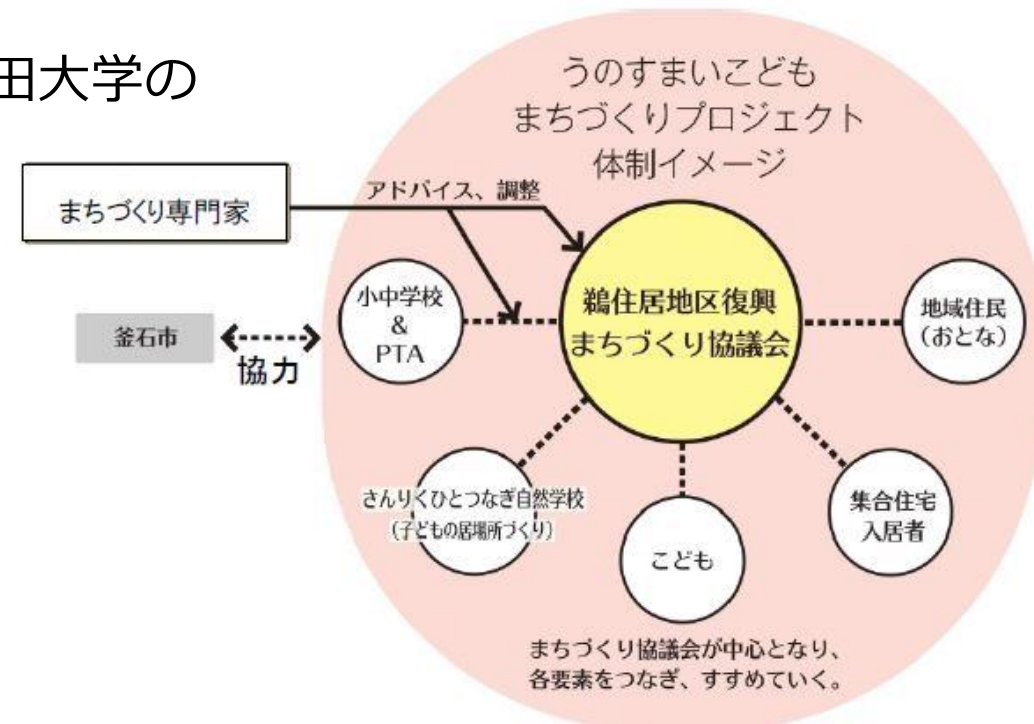 田大学の
うのすまいこども
まちづくりプロジェクト
体制イメージ
まちづくり専門家
アドバイス、調整
小中学校
&
PTA
鵜住居地区復興
まちづくり協議会
地域住民
(おとな)
釜石市
協力
さんりくひとつなぎ自然学校
(子どもの居場所づくり)
こども
集合住宅
入居者
まちづくり協議会が中心となり、
各要素をつなぎ、すすめていく。